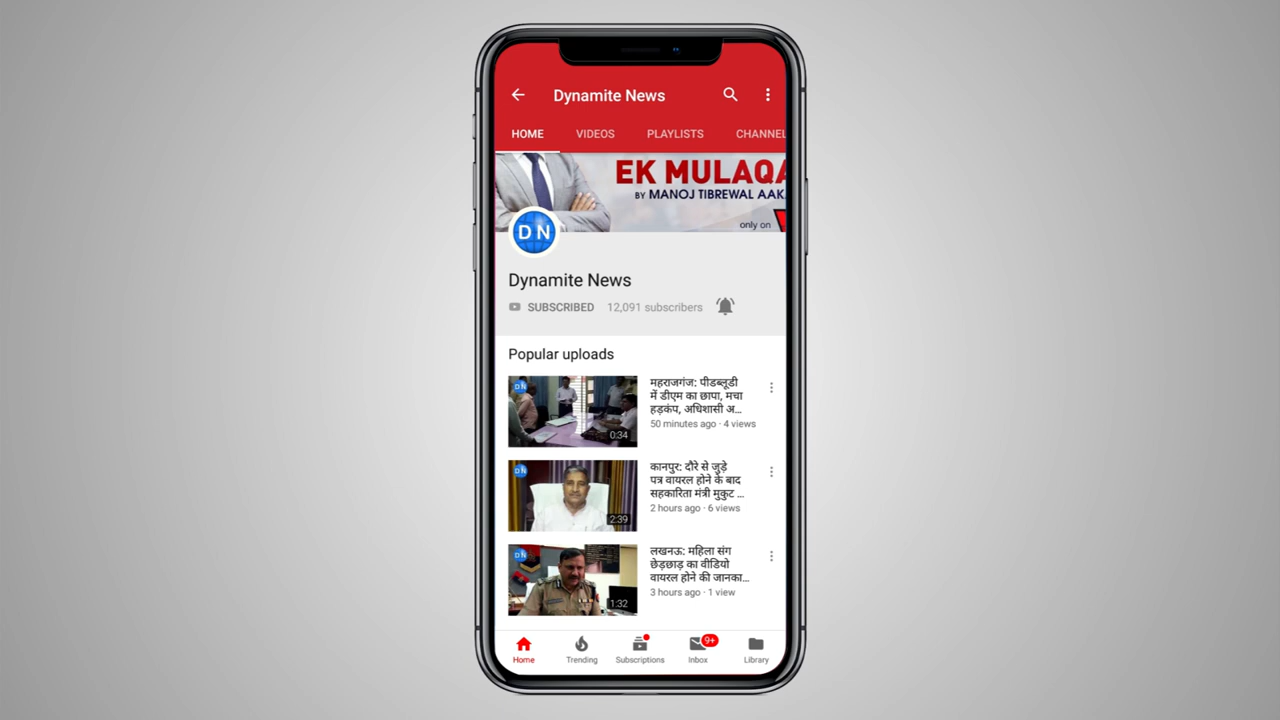 Dynamite News
HOME VIDEOS PLAYLISTS CHANNEL
EK MULAQA
BY MANOJ TIBREWAL AAK
only on
D N
Dynamite News
SUBSCRIBED 12,091 subscribers
Popular uploads
DN
0:34
महराजगंज: पीडब्लूडी
में डीएम का छापा, मचा
हड़कंप, अधिशासी अ...
50 minutes ago · 4 views
DN
2:39
कानपुर: दौरे से जुड़े
पत्र वायरल होने के बाद
सहकारिता मंत्री मुकुट ...
2 hours ago · 6 views
DN
1:32
लखनऊ: महिला संग
छेड़छाड़ का वीडियो
वायरल होने की जानका...
3 hours ago · 1 view
9+
Home Trending Subscriptions Inbox Library